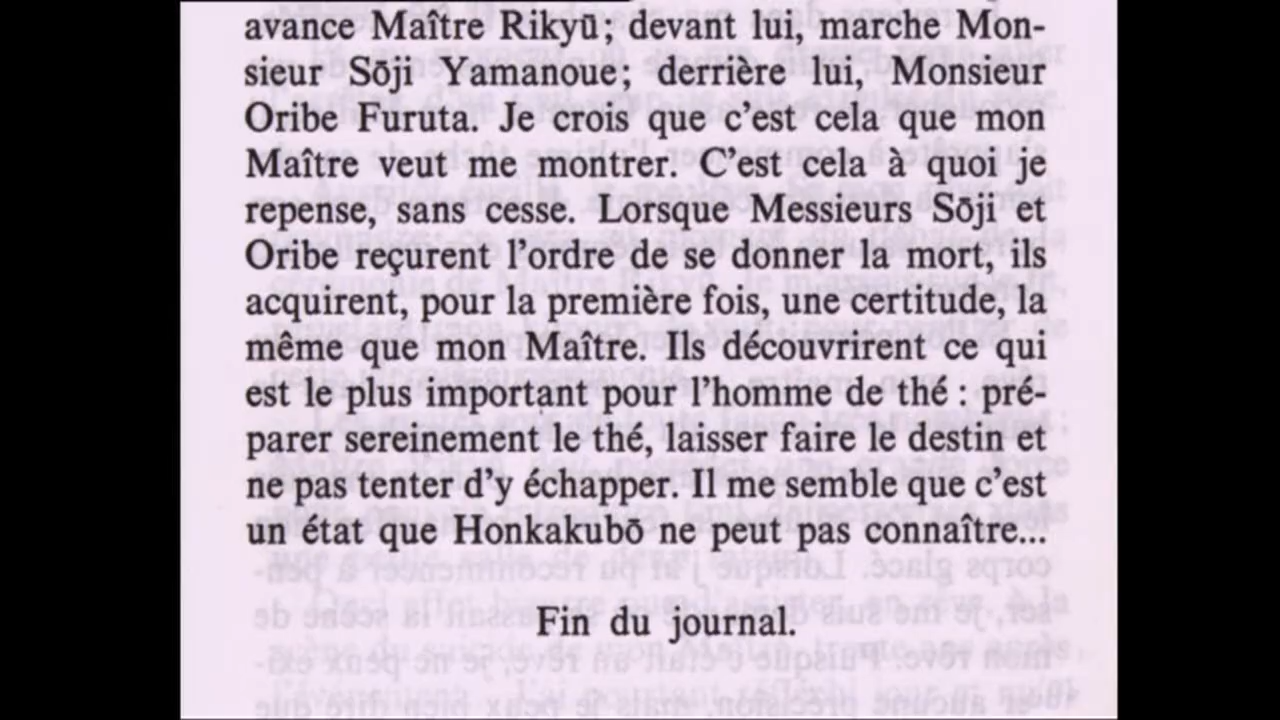 avance Maître Rikyū; devant lui, marche Mon-
sieur Sōji Yamanoue; derrière lui, Monsieur
Oribe Furuta. Je crois que c'est cela que mon
Maître veut me montrer. C'est cela à quoi je
repense, sans cesse. Lorsque Messieurs Sōji et
Oribe reçurent l'ordre de se donner la mort, ils
acquirent, pour la première fois, une certitude, la
même que mon Maître. Ils découvrirent ce qui
est le plus important pour l'homme de thé : pré-
parer sereinement le thé, laisser faire le destin et
ne pas tenter d'y échapper. Il me semble que c'est
un état que Honkakubō ne peut pas connaître...
Fin du journal.